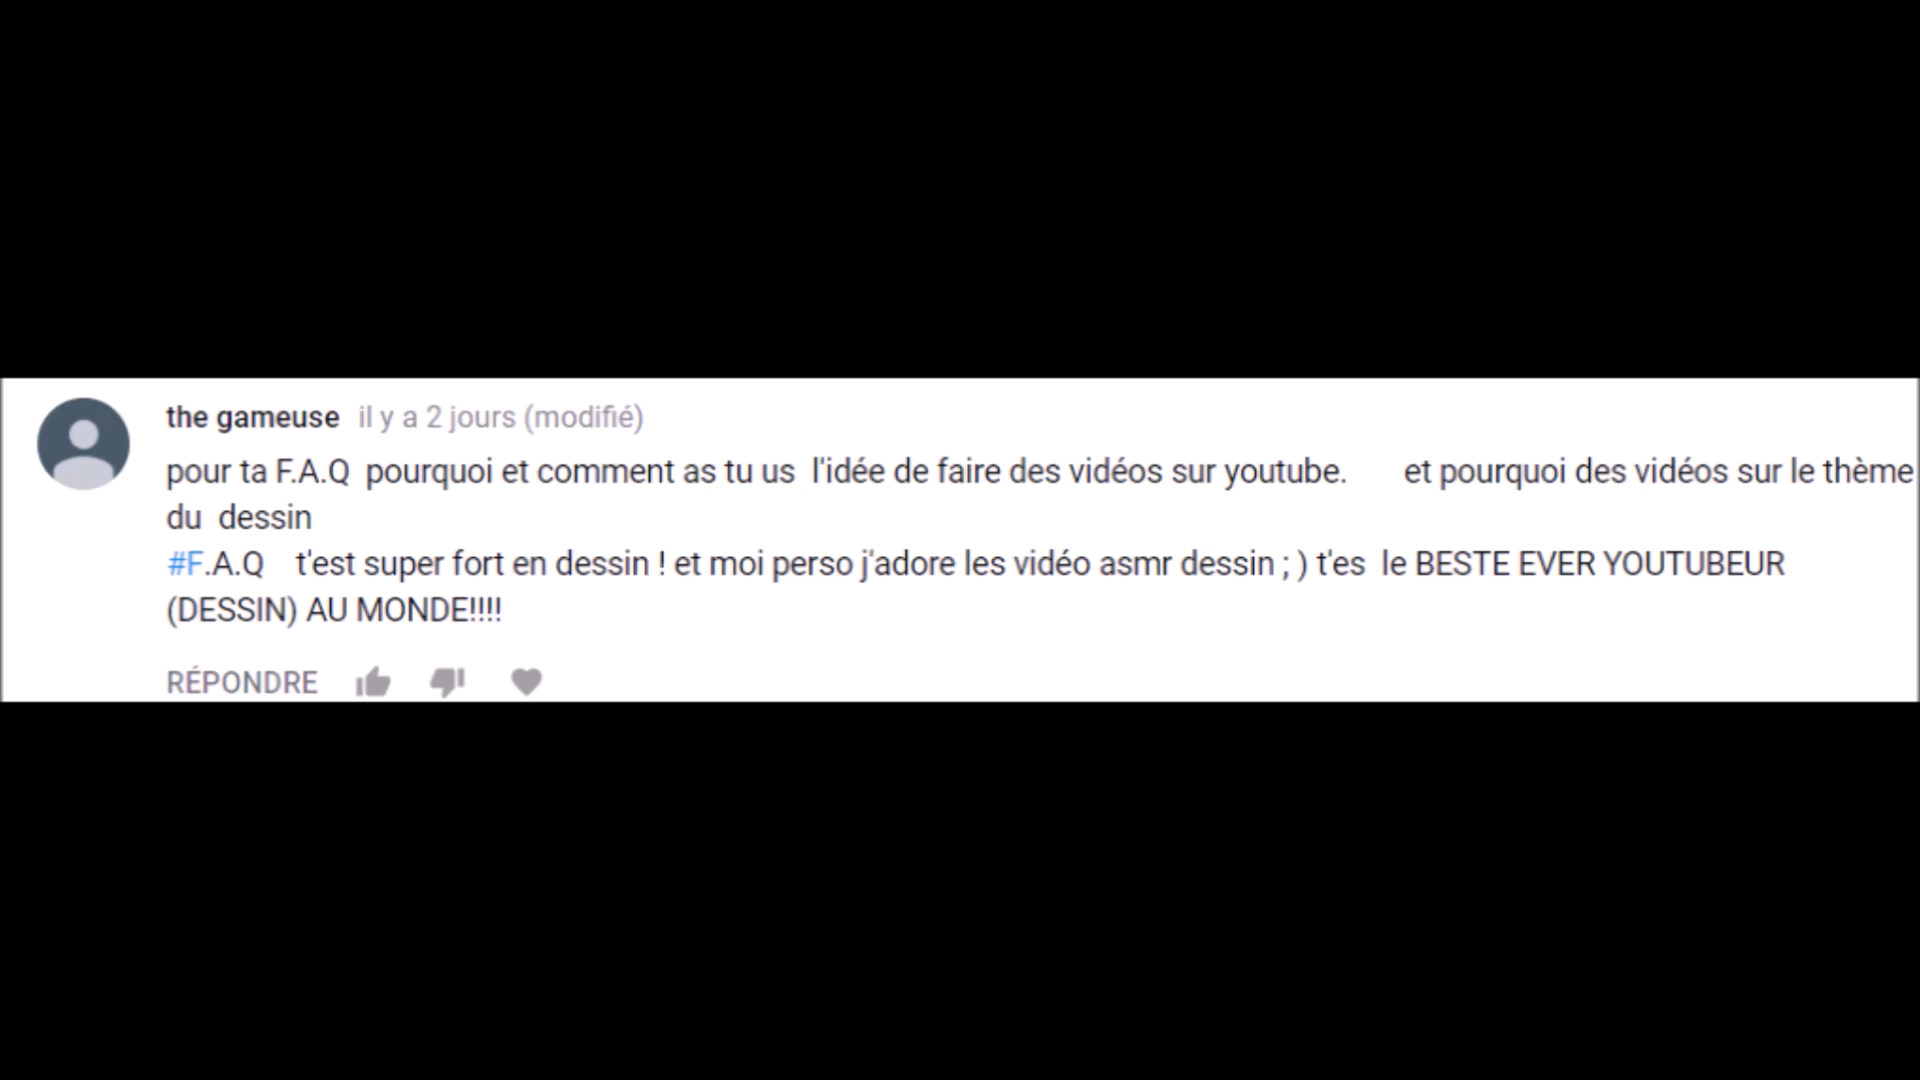 the gameuse il y a 2 jours (modifié)
pour ta F.A.Q pourquoi et comment as tu us l'idée de faire des vidéos sur youtube. et pourquoi des vidéos sur le thème
du dessin
#F.A.Q t'est super fort en dessin ! et moi perso j'adore les vidéo asmr dessin ; ) t'es le BESTE EVER YOUTUBEUR
(DESSIN) AU MONDE!!!!
RÉPONDRE